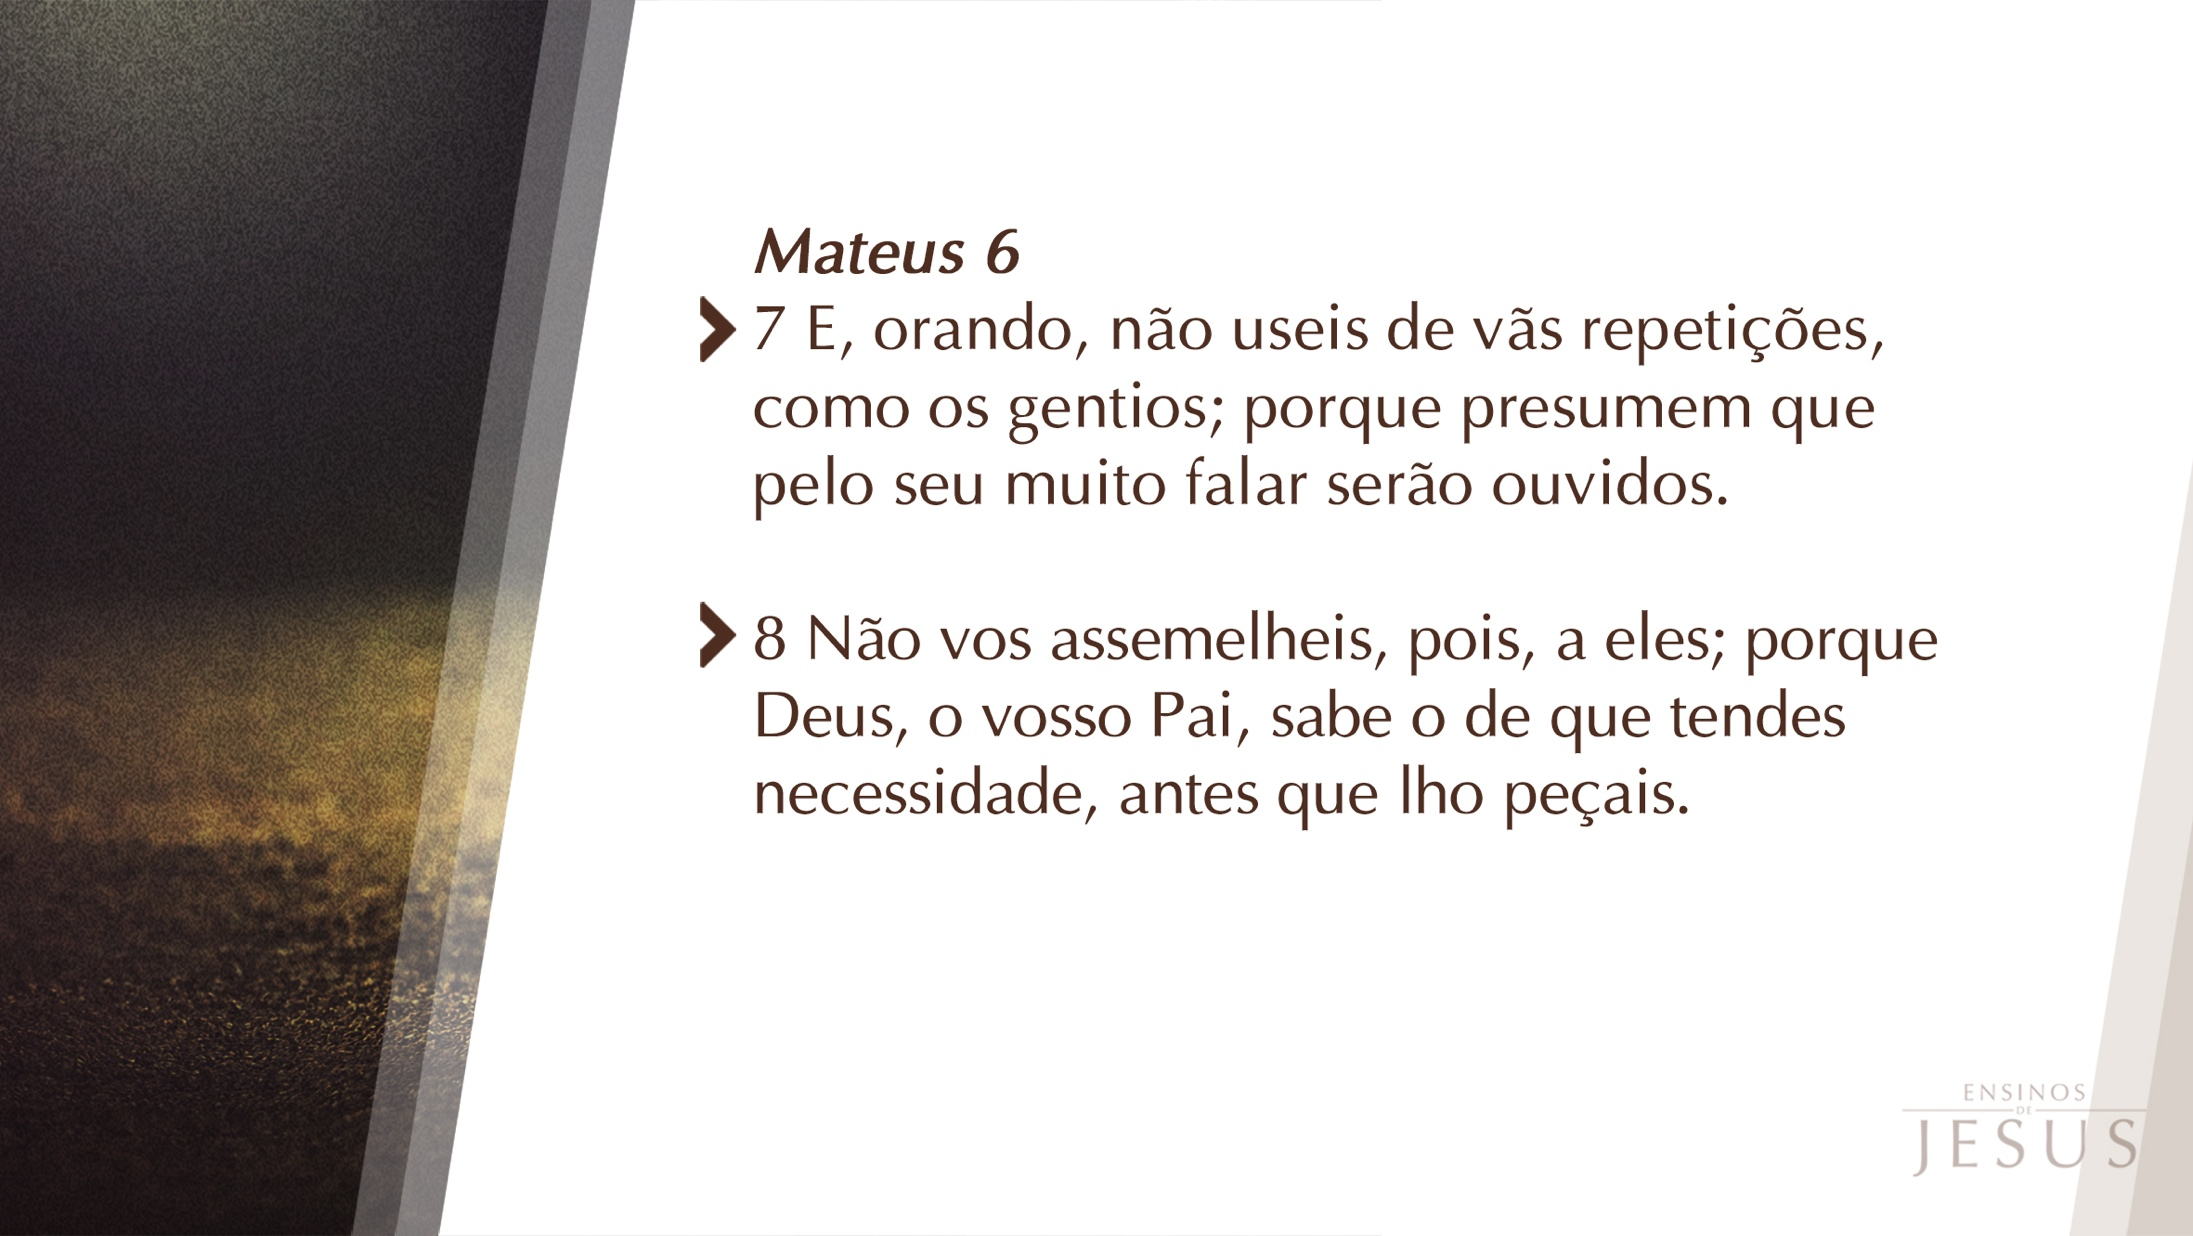 Mateus 6
7 E, orando, não useis de vãs repetições,
como os gentios; porque presumem que
pelo seu muito falar serão ouvidos.
8 Não vos assemelheis, pois, a eles; porque
Deus, o vosso Pai, sabe o de que tendes
necessidade, antes que lho peçais.
ENSINOS
DE
JESUS